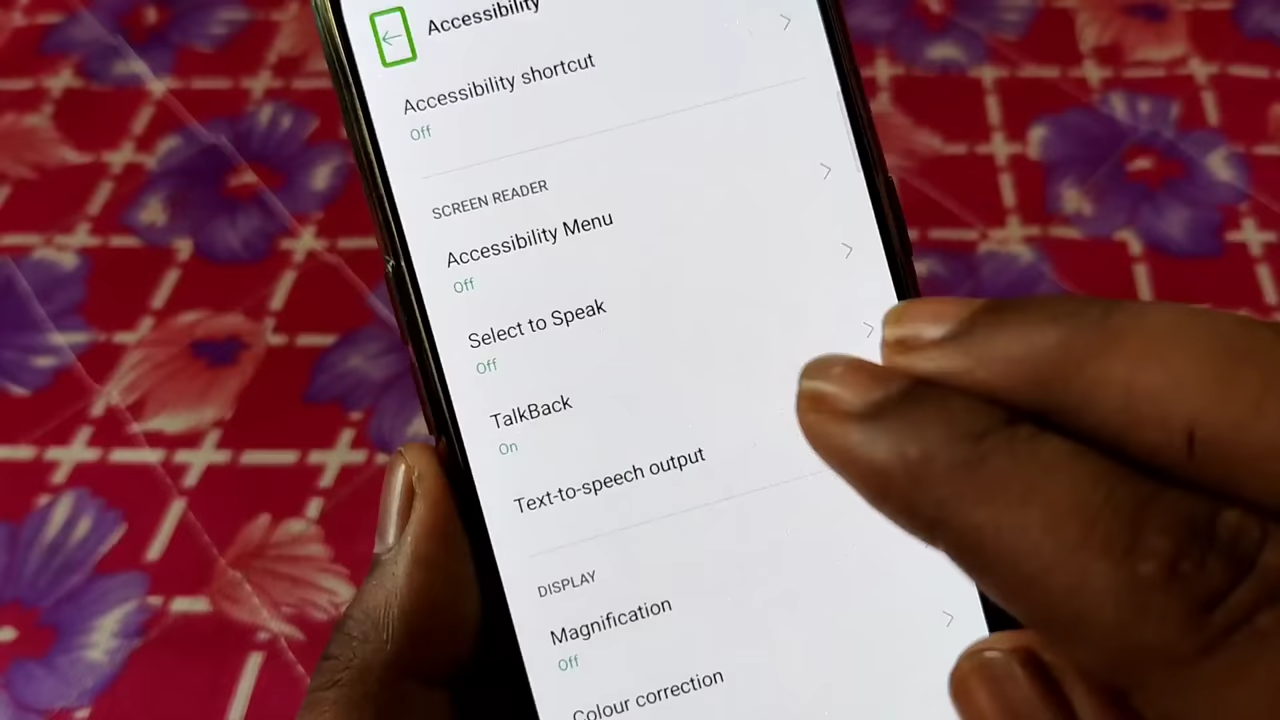 Accessibility
Accessibility shortcut
Off
SCREEN READER
Accessibility Menu
Off
Select to Speak
Off
TalkBack
On
Text-to-speech output
DISPLAY
Magnification
Off
Colour correction